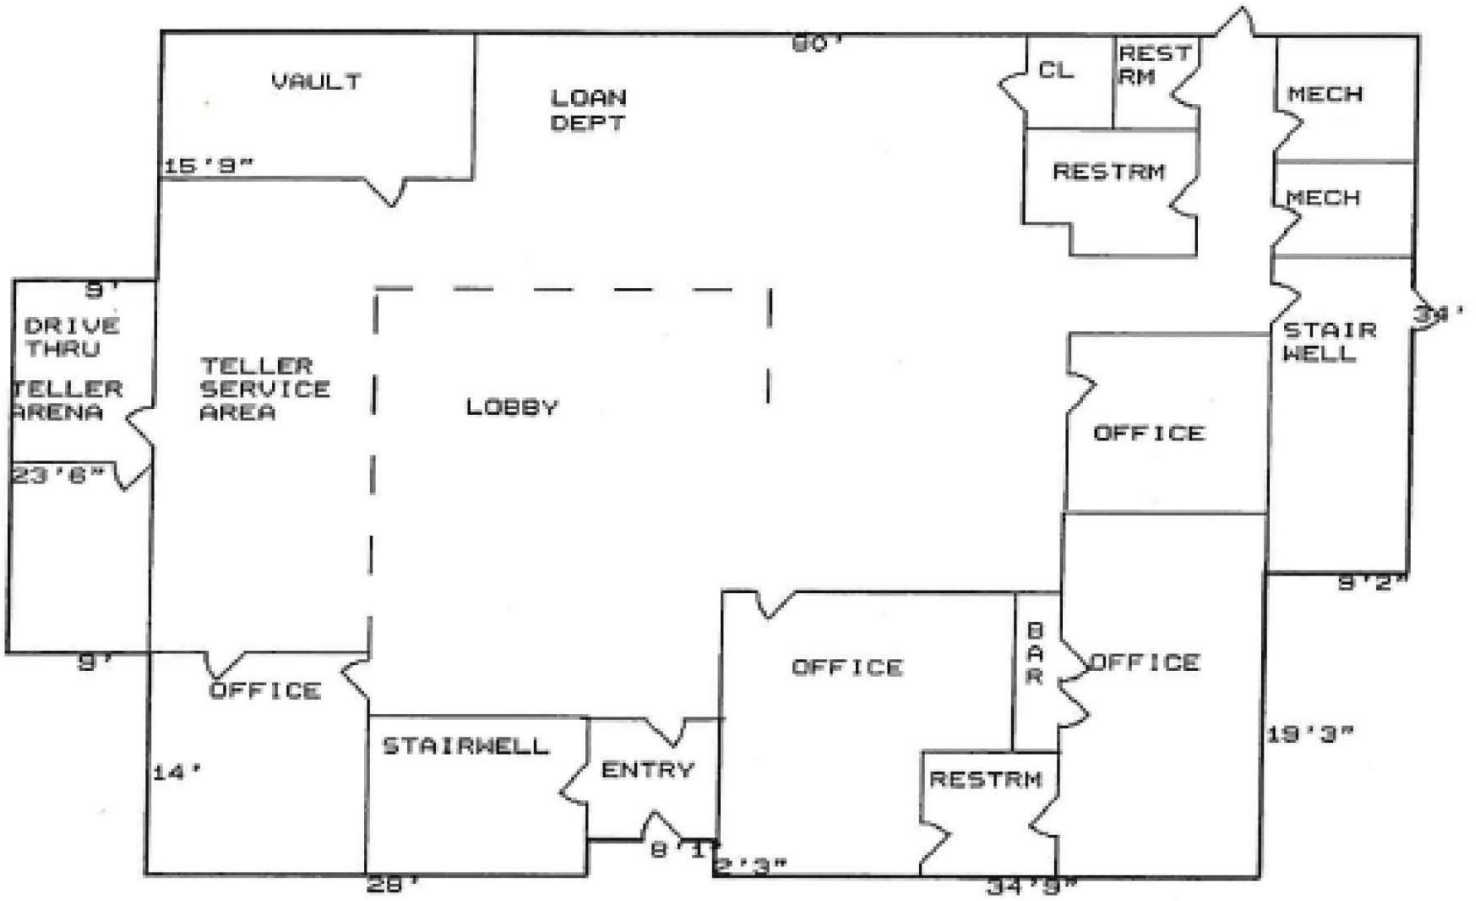 80'
VAULT
LOAN
DEPT
CL
REST
RM
MECH
15'9"
RESTRM
MECH
9'
DRIVE
THRU
TELLER
ARENA
TELLER
SERVICE
AREA
LOBBY
34'
STAIR
WELL
OFFICE
23'6"
9'2"
BAR
OFFICE
OFFICE
9'
OFFICE
STAIRWELL
ENTRY
RESTRM
19'3"
14'
8'1"
2'3"
28'
34'9"